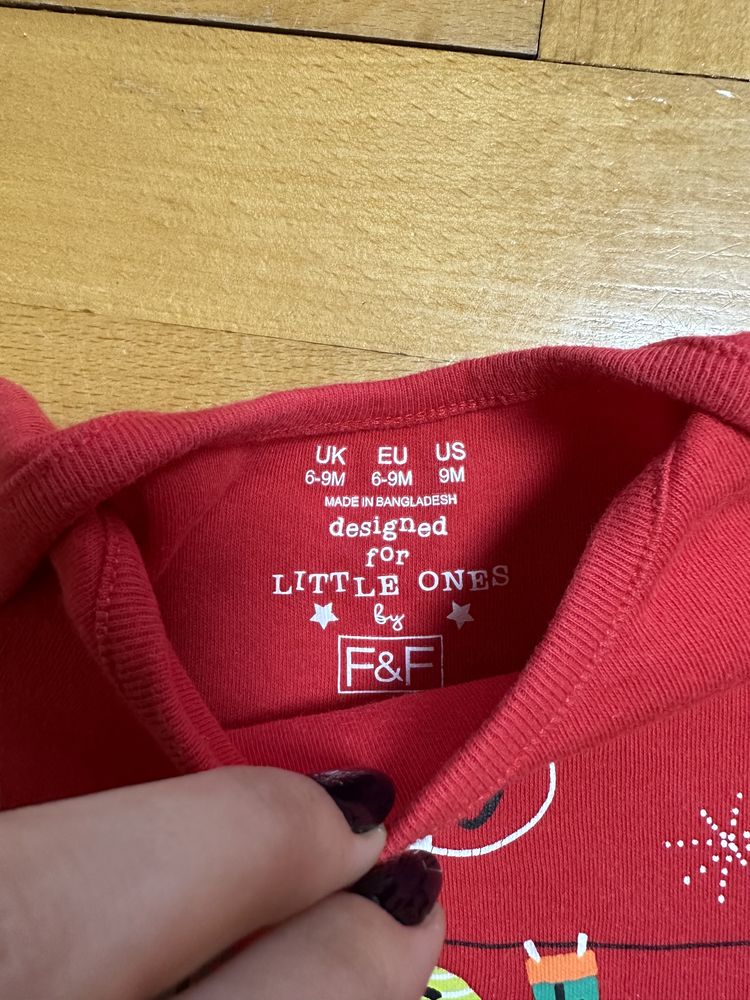 UK EU US
6-9M 6-9M 9M
MADE IN BANGLADESH
designed
for
LITTLE ONES
by
F&F